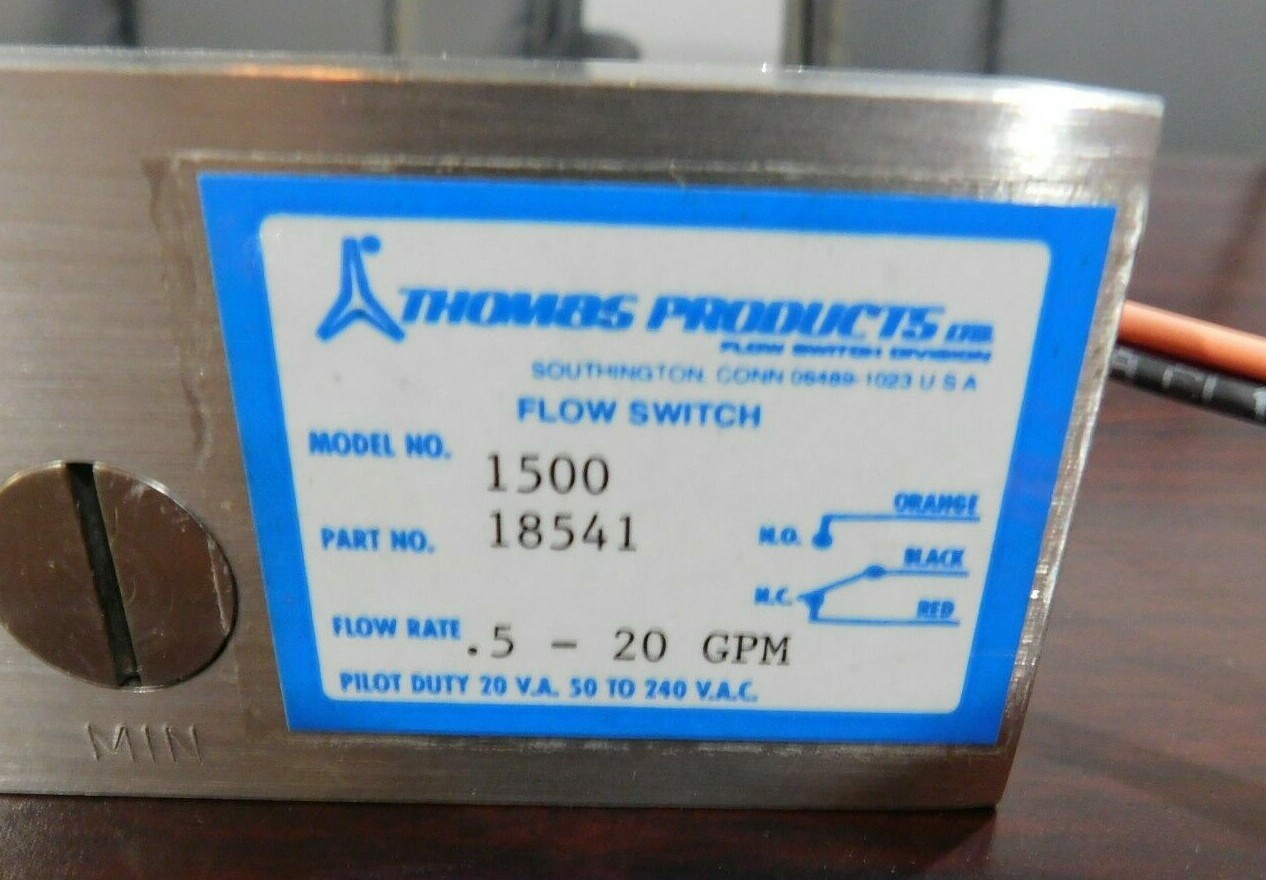 THOMAS PRODUCTS LTD.
FLOW SWITCH DIVISION
SOUTHINGTON, CONN 06489-1023 U S A
FLOW SWITCH
MODEL NO. 1500
PART NO. 18541
N.O. ORANGE
BLACK
N.C. RED
FLOW RATE .5 - 20 GPM
PILOT DUTY 20 V.A. 50 TO 240 V.A.C.
MIN